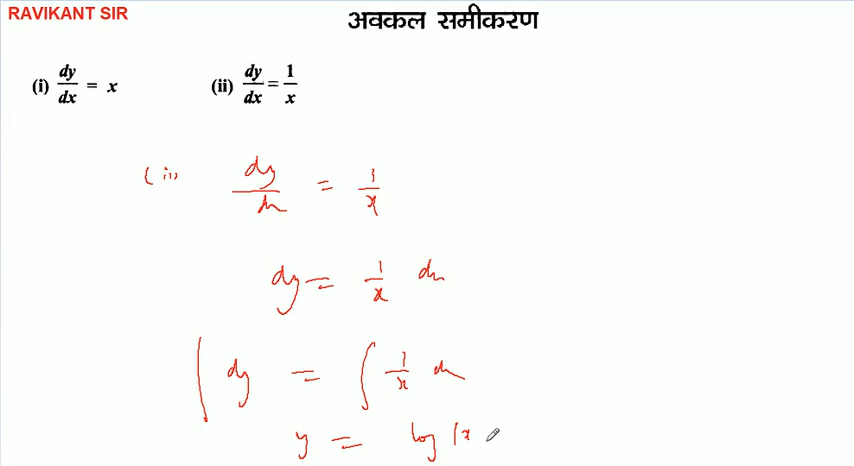 RAVIKANT SIR
अवकल समीकरण
(i) dy/dx = x (ii) dy/dx = 1/x
(ii) dy/dx = 1/x
dy = 1/x dx
∫ dy = ∫ 1/x dx
y = log |x